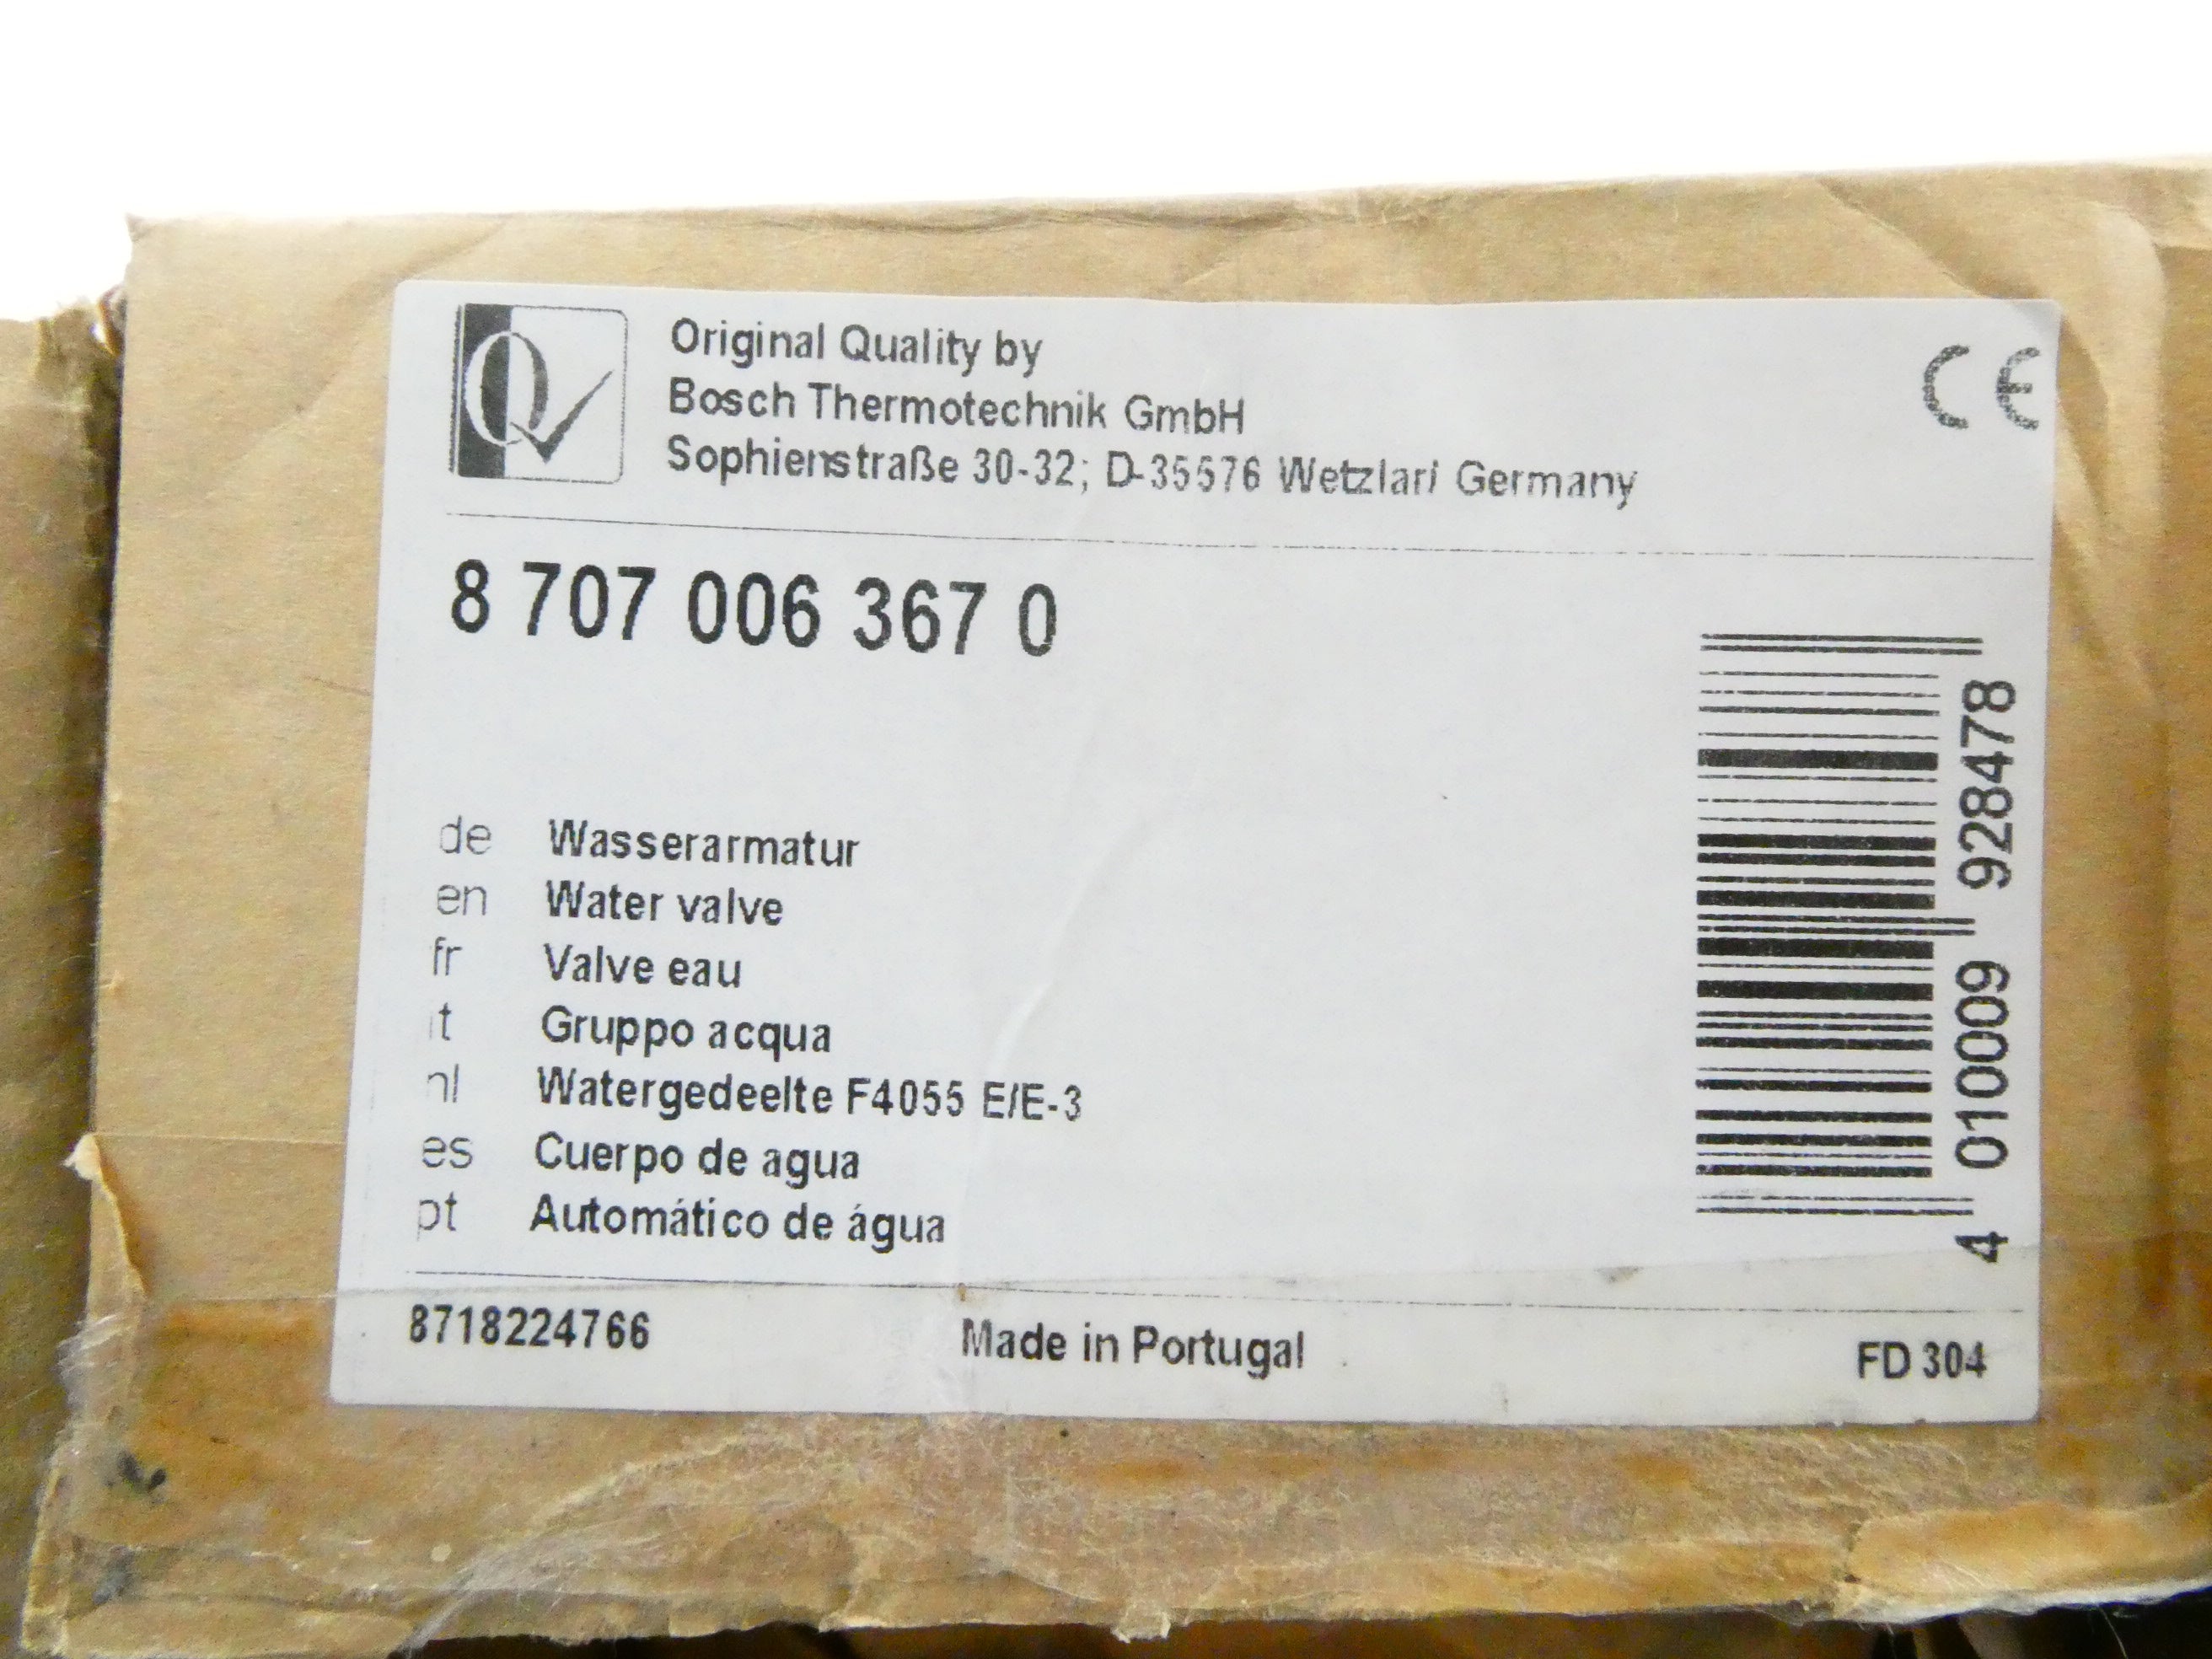 Q
Original Quality by
Bosch Thermotechnik GmbH
Sophienstraße 30-32; D-35576 Wetzlar/ Germany
CE
8 707 006 367 0
de Wasserarmatur
en Water valve
fr Valve eau
it Gruppo acqua
nl Watergedeelte F4055 E/E-3
es Cuerpo de agua
pt Automático de água
4 010009 928478
8718224766 Made in Portugal FD 304